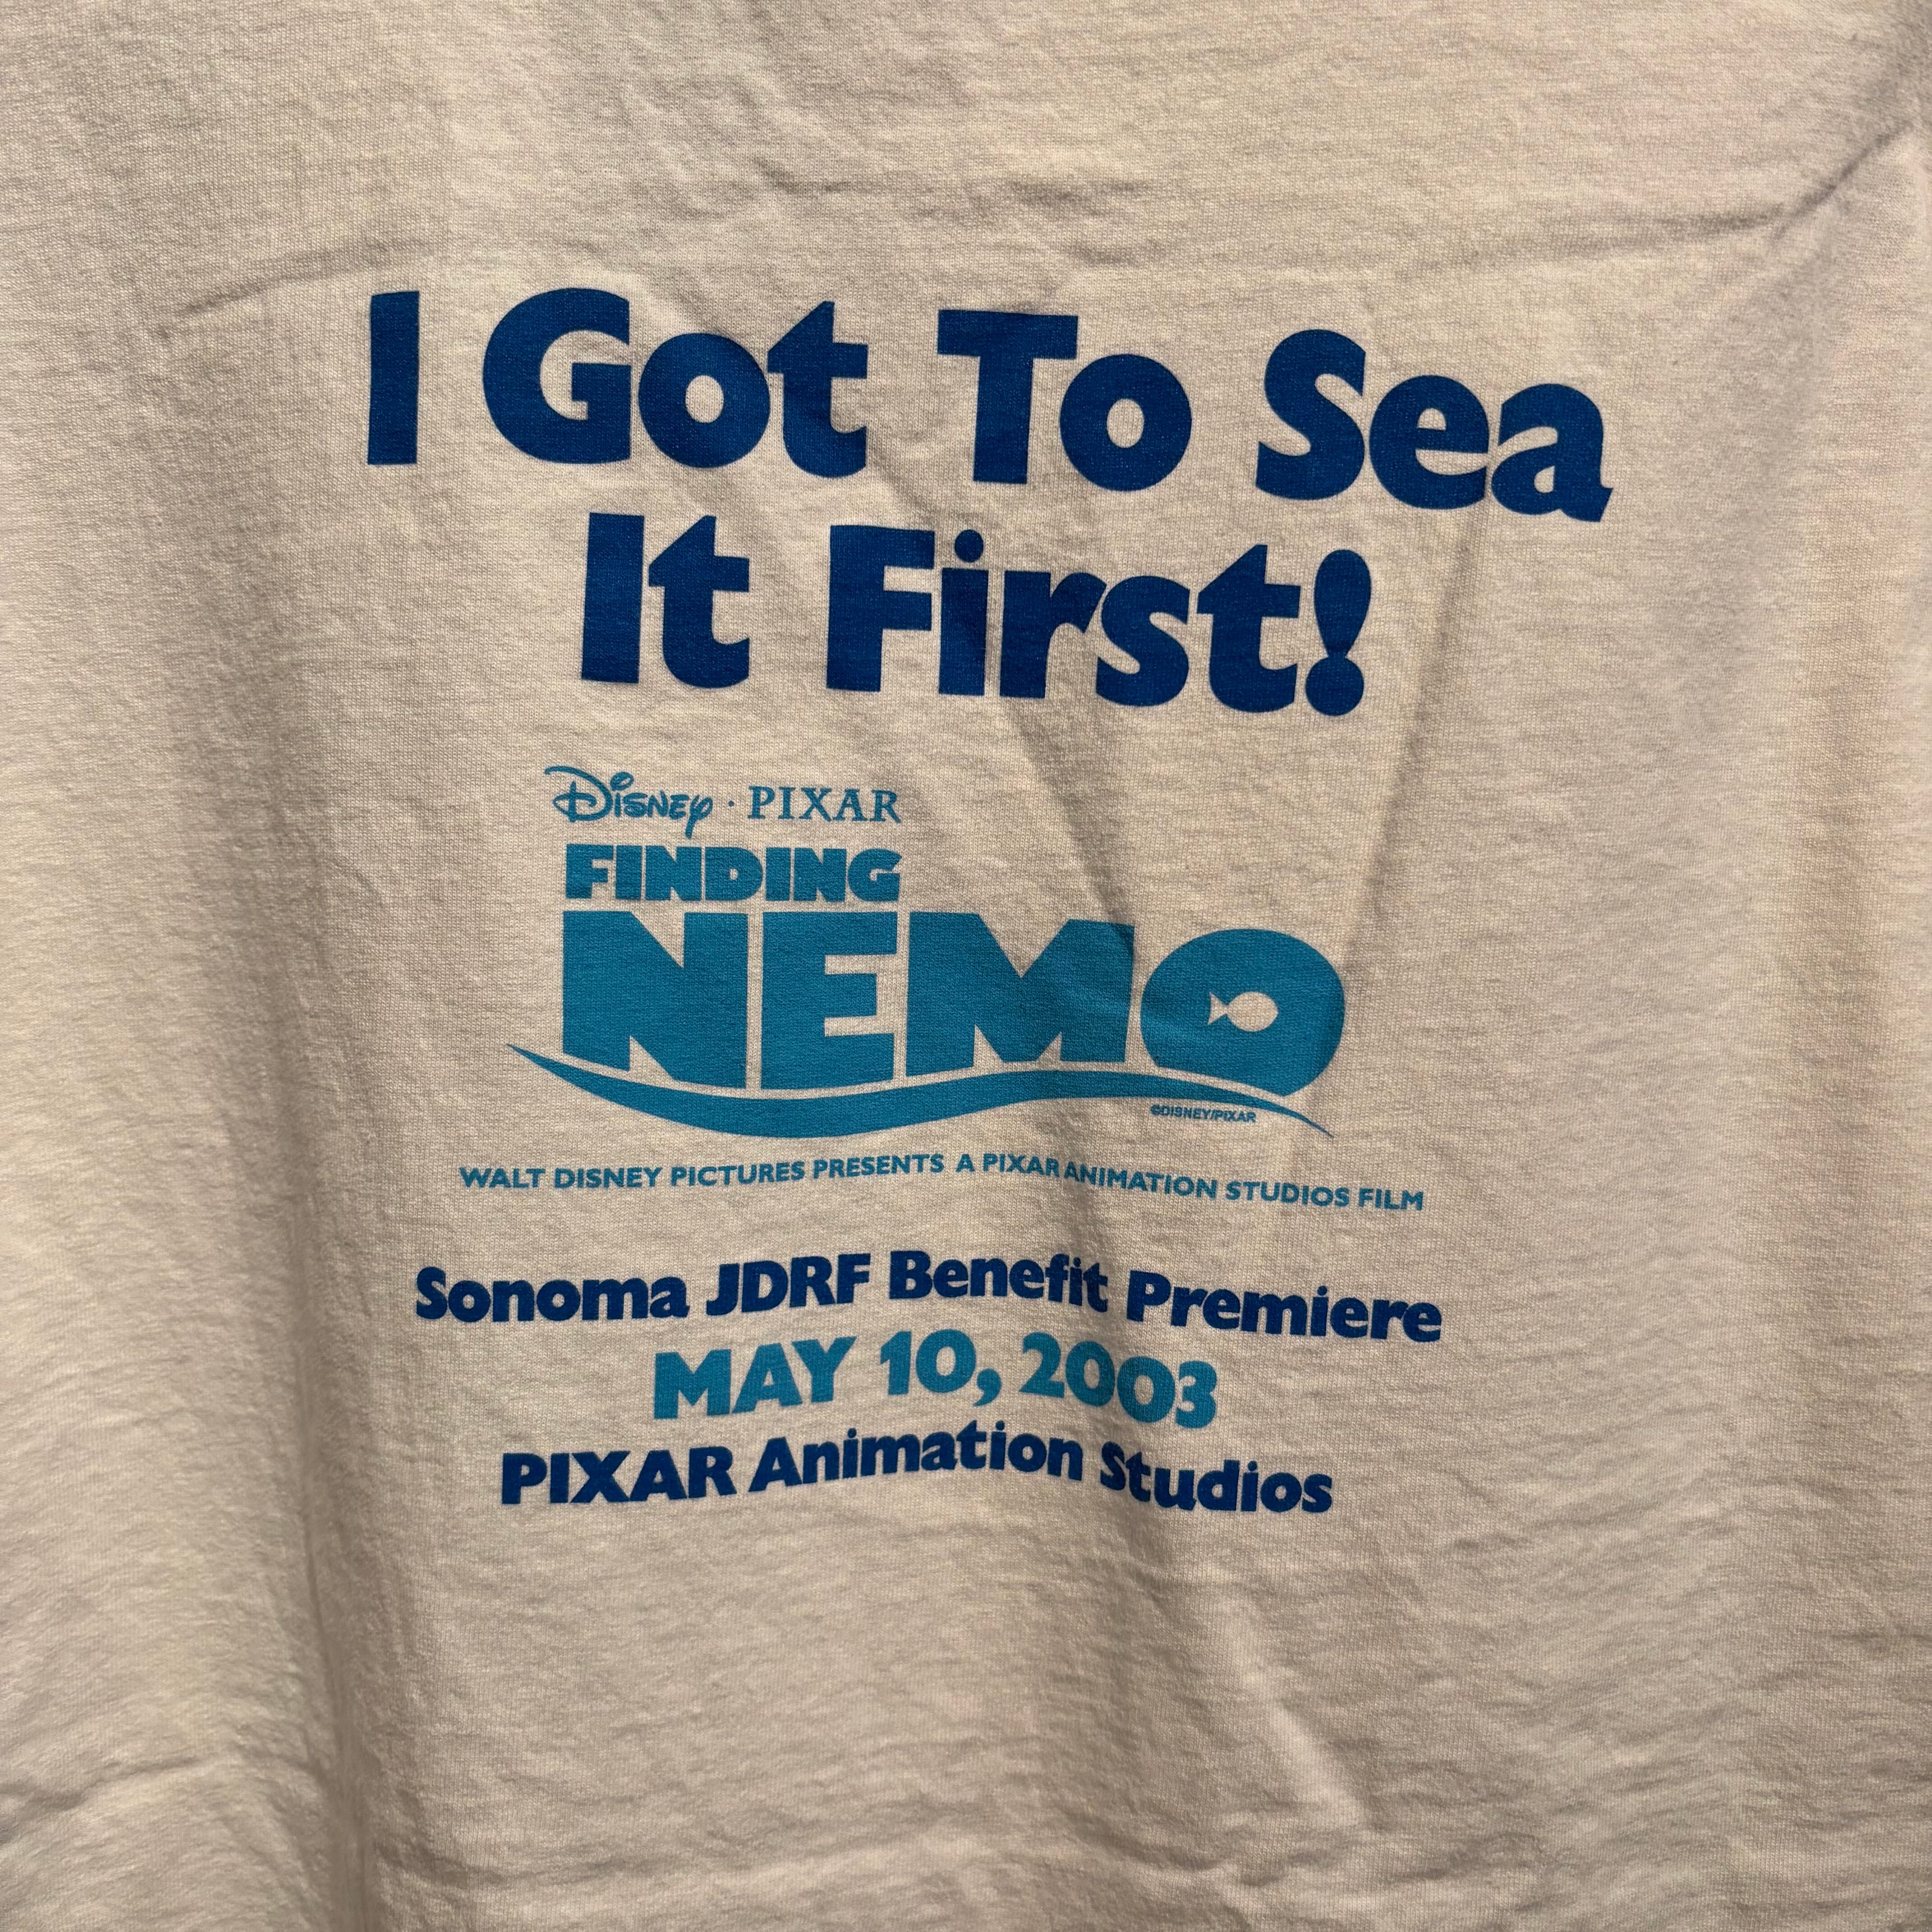 I Got To Sea
It First!
Disney · PIXAR
FINDING
NEMO
©DISNEY/PIXAR
WALT DISNEY PICTURES PRESENTS A PIXAR ANIMATION STUDIOS FILM
Sonoma JDRF Benefit Premiere
MAY 10, 2003
PIXAR Animation Studios